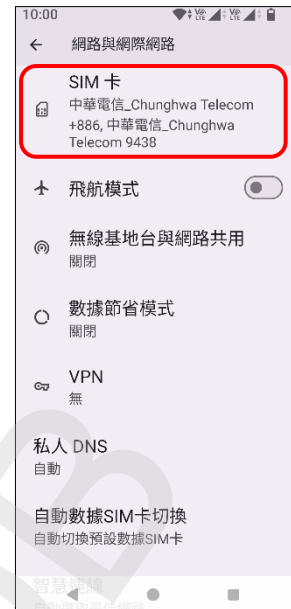 10:00
網路與網際網路
SIM 卡
中華電信_Chunghwa Telecom
+886, 中華電信_Chunghwa
Telecom 9438
飛航模式
無線基地台與網路共用
關閉
數據節省模式
關閉
VPN
無
私人 DNS
自動
自動數據SIM卡切換
自動切換預設數據SIM卡
智慧連線